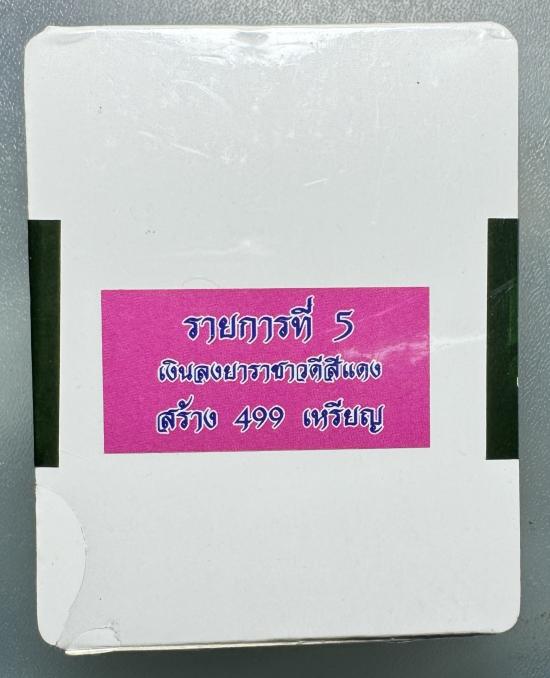 รายการที่ 5
เงินลงยาราชาวดีสีแดง
สร้าง 499 เหรียญ